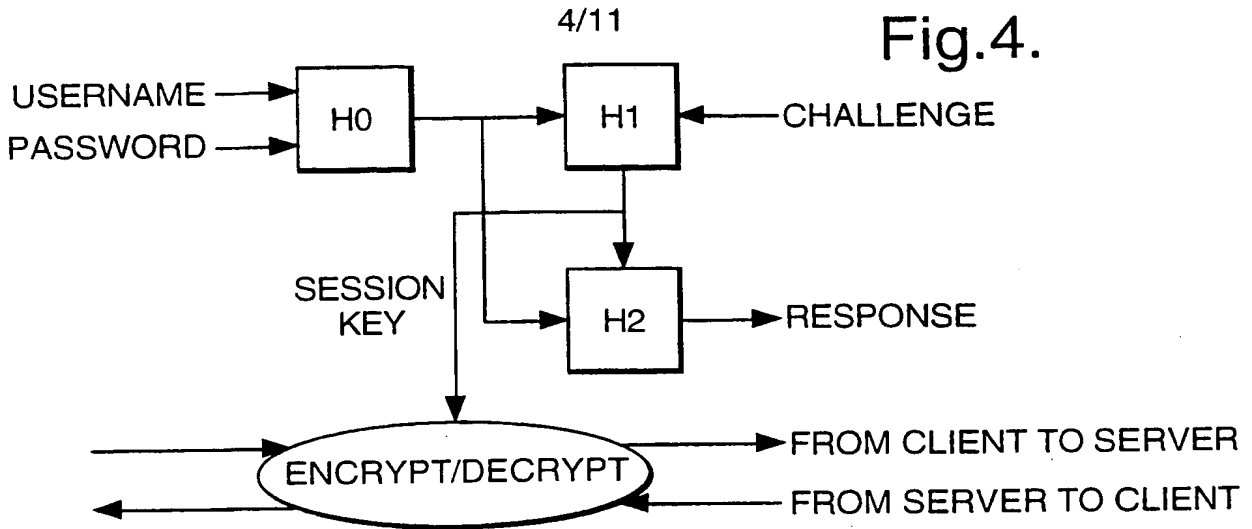 4/11
Fig.4.
USERNAME
PASSWORD
H0
H1
CHALLENGE
SESSION
KEY
H2
RESPONSE
ENCRYPT/DECRYPT
FROM CLIENT TO SERVER
FROM SERVER TO CLIENT